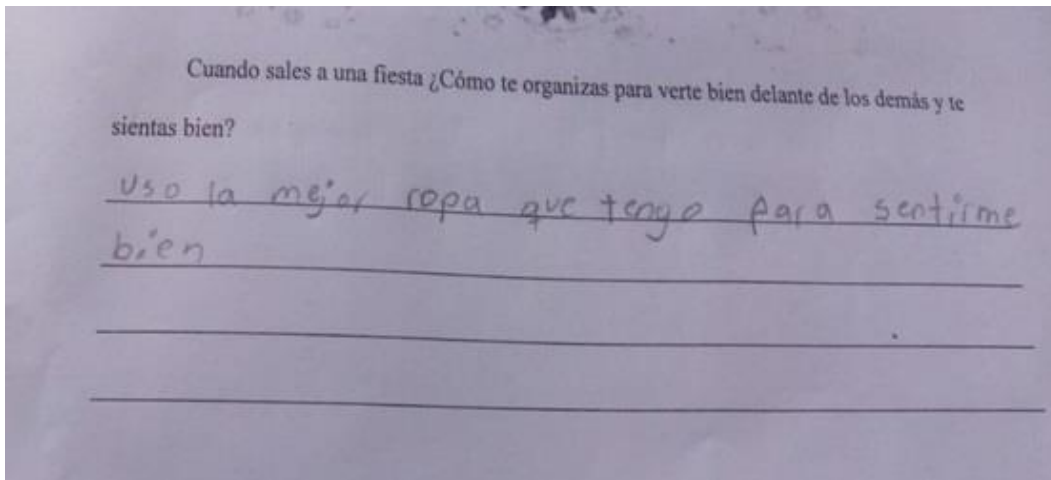 Cuando sales a una fiesta ¿Cómo te organizas para verte bien delante de los demás y te
sientas bien?
Uso la mejor ropa que tengo para sentirme
bien